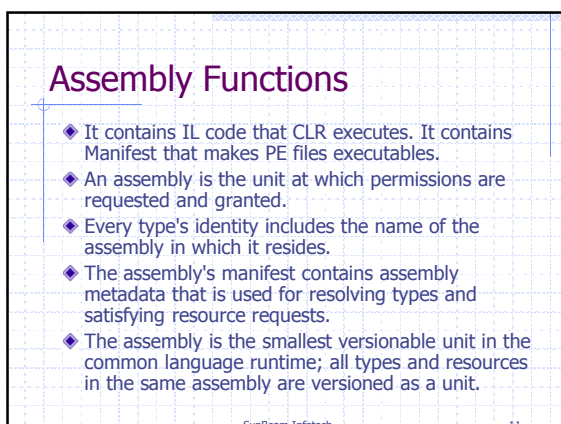 Assembly Functions
It contains IL code that CLR executes. It contains
Manifest that makes PE files executables.
An assembly is the unit at which permissions are
requested and granted.
Every type's identity includes the name of the
assembly in which it resides.
The assembly's manifest contains assembly
metadata that is used for resolving types and
satisfying resource requests.
The assembly is the smallest versionable unit in the
common language runtime; all types and resources
in the same assembly are versioned as a unit.
SunBeam Infotech 11